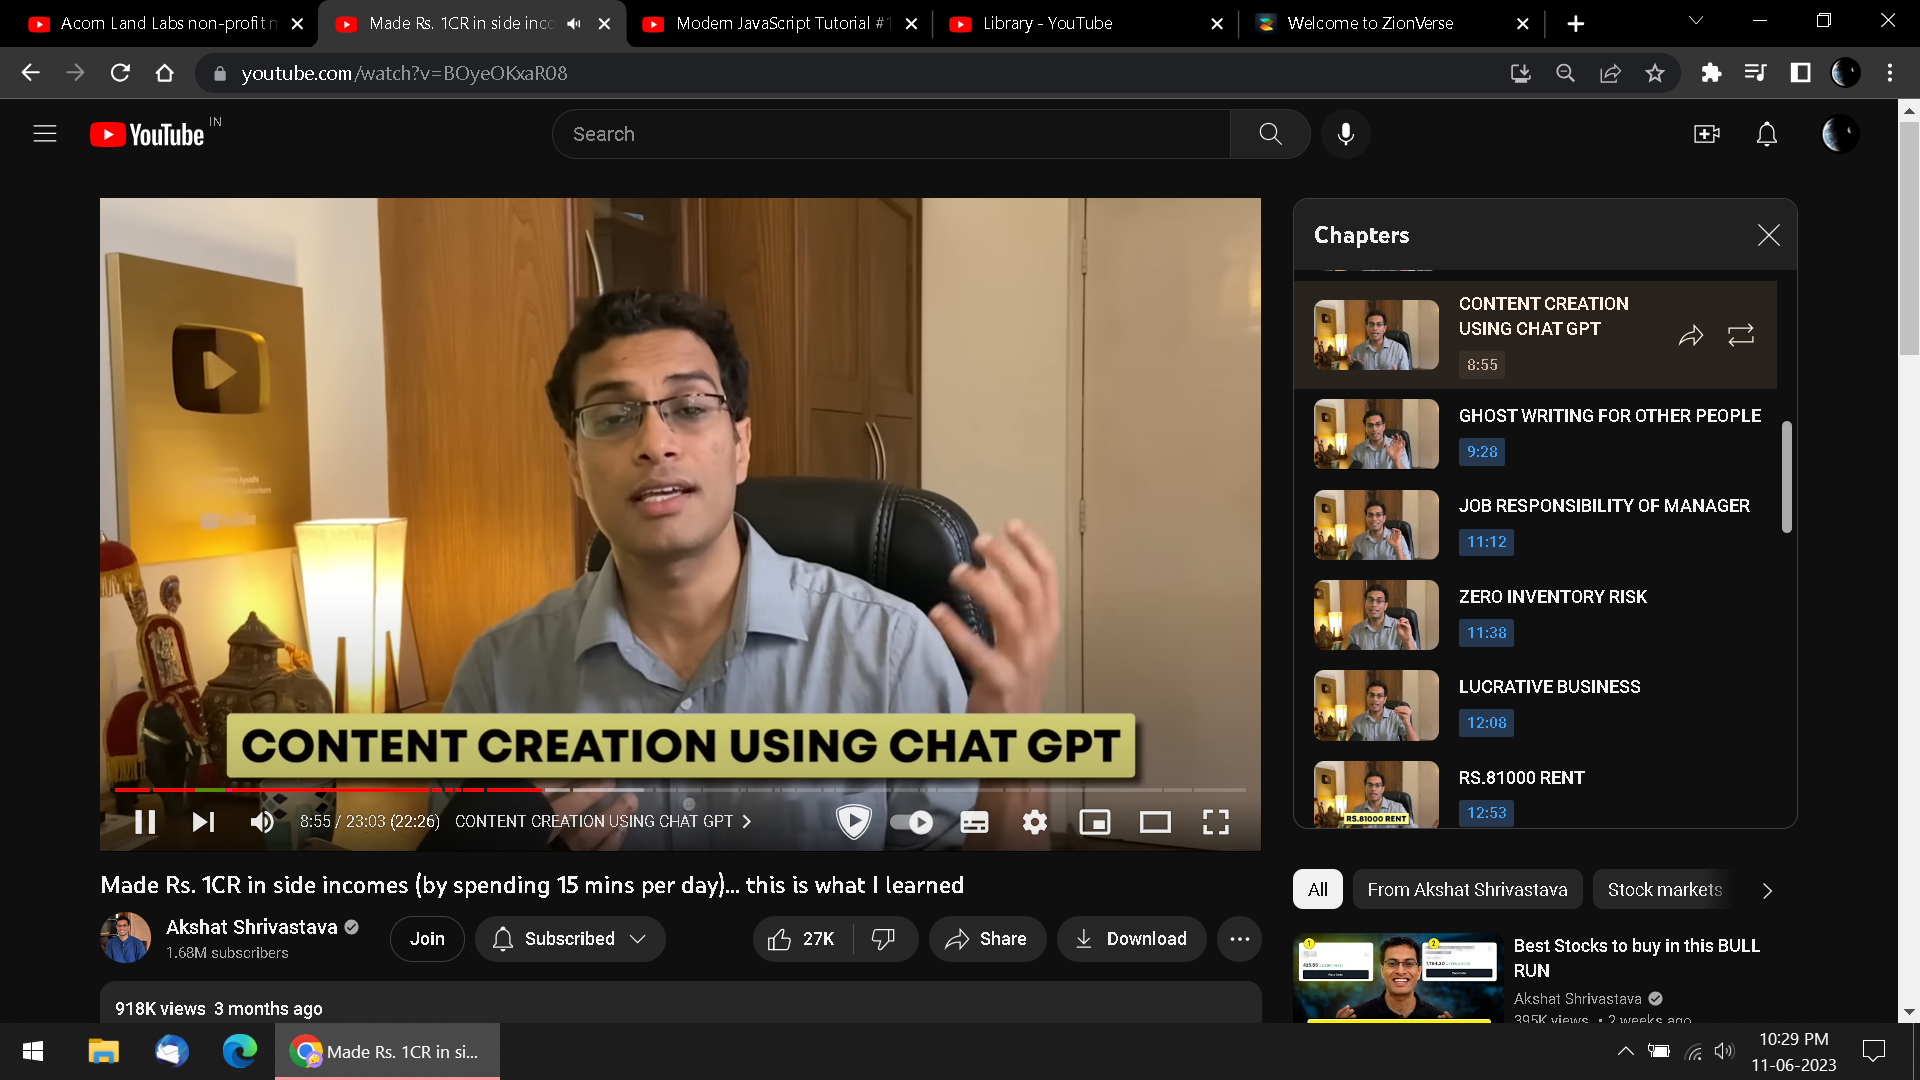 Acorn Land Labs non-profit
Made Rs. 1CR in side inco
Modern JavaScript Tutorial #1
Library - YouTube
Welcome to ZionVerse
youtube.com/watch?v=BOyeOKxaR08
YouTube IN
Search
CONTENT CREATION USING CHAT GPT
8:55 / 23:03 (22:26) CONTENT CREATION USING CHAT GPT
Chapters
CONTENT CREATION
USING CHAT GPT
8:55
GHOST WRITING FOR OTHER PEOPLE
9:28
JOB RESPONSIBILITY OF MANAGER
11:12
ZERO INVENTORY RISK
11:38
LUCRATIVE BUSINESS
12:08
RS.81000 RENT
RS.81000 RENT
12:53
Made Rs. 1CR in side incomes (by spending 15 mins per day)... this is what I learned
Akshat Shrivastava
1.68M subscribers
Join
Subscribed
27K
Share
Download
918K views 3 months ago
All
From Akshat Shrivastava
Stock markets
1
2
Best Stocks to buy in this BULL
RUN
Akshat Shrivastava
395K views • 2 weeks ago
Made Rs. 1CR in si...
10:29 PM
11-06-2023